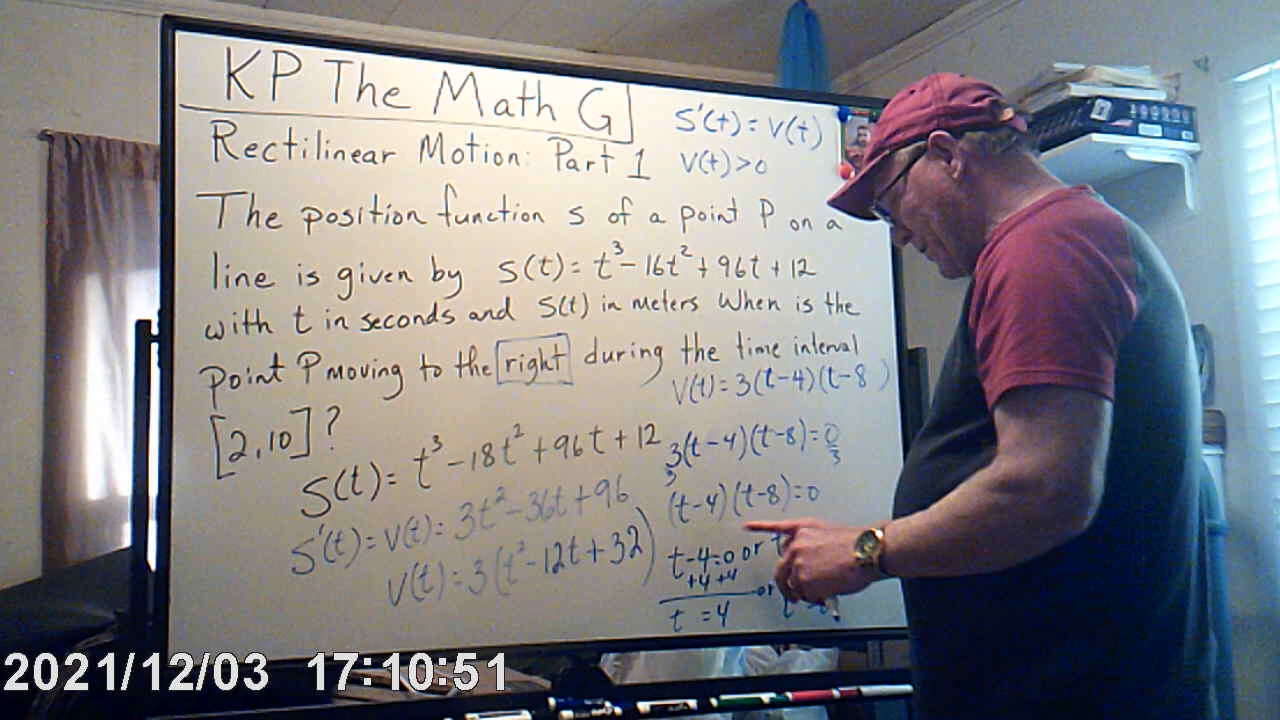 KP The Math G
Rectilinear Motion: Part 1
S'(t) = V(t)
V(t) > 0
The position function s of a point P on a
line is given by S(t) = t³ - 16t² + 96t + 12
with t in seconds and S(t) in meters When is the
point P moving to the right during the time interval
[2, 10] ?
S(t) = t³ - 18t² + 96t + 12
S'(t) = V(t) = 3t² - 36t + 96
V(t) = 3(t² - 12t + 32)
V(t) = 3(t - 4)(t - 8)
3(t - 4)(t - 8) = 0
3 3
(t - 4)(t - 8) = 0
t - 4 = 0 or t
+4 +4
t = 4 or t
2021/12/03 17:10:51